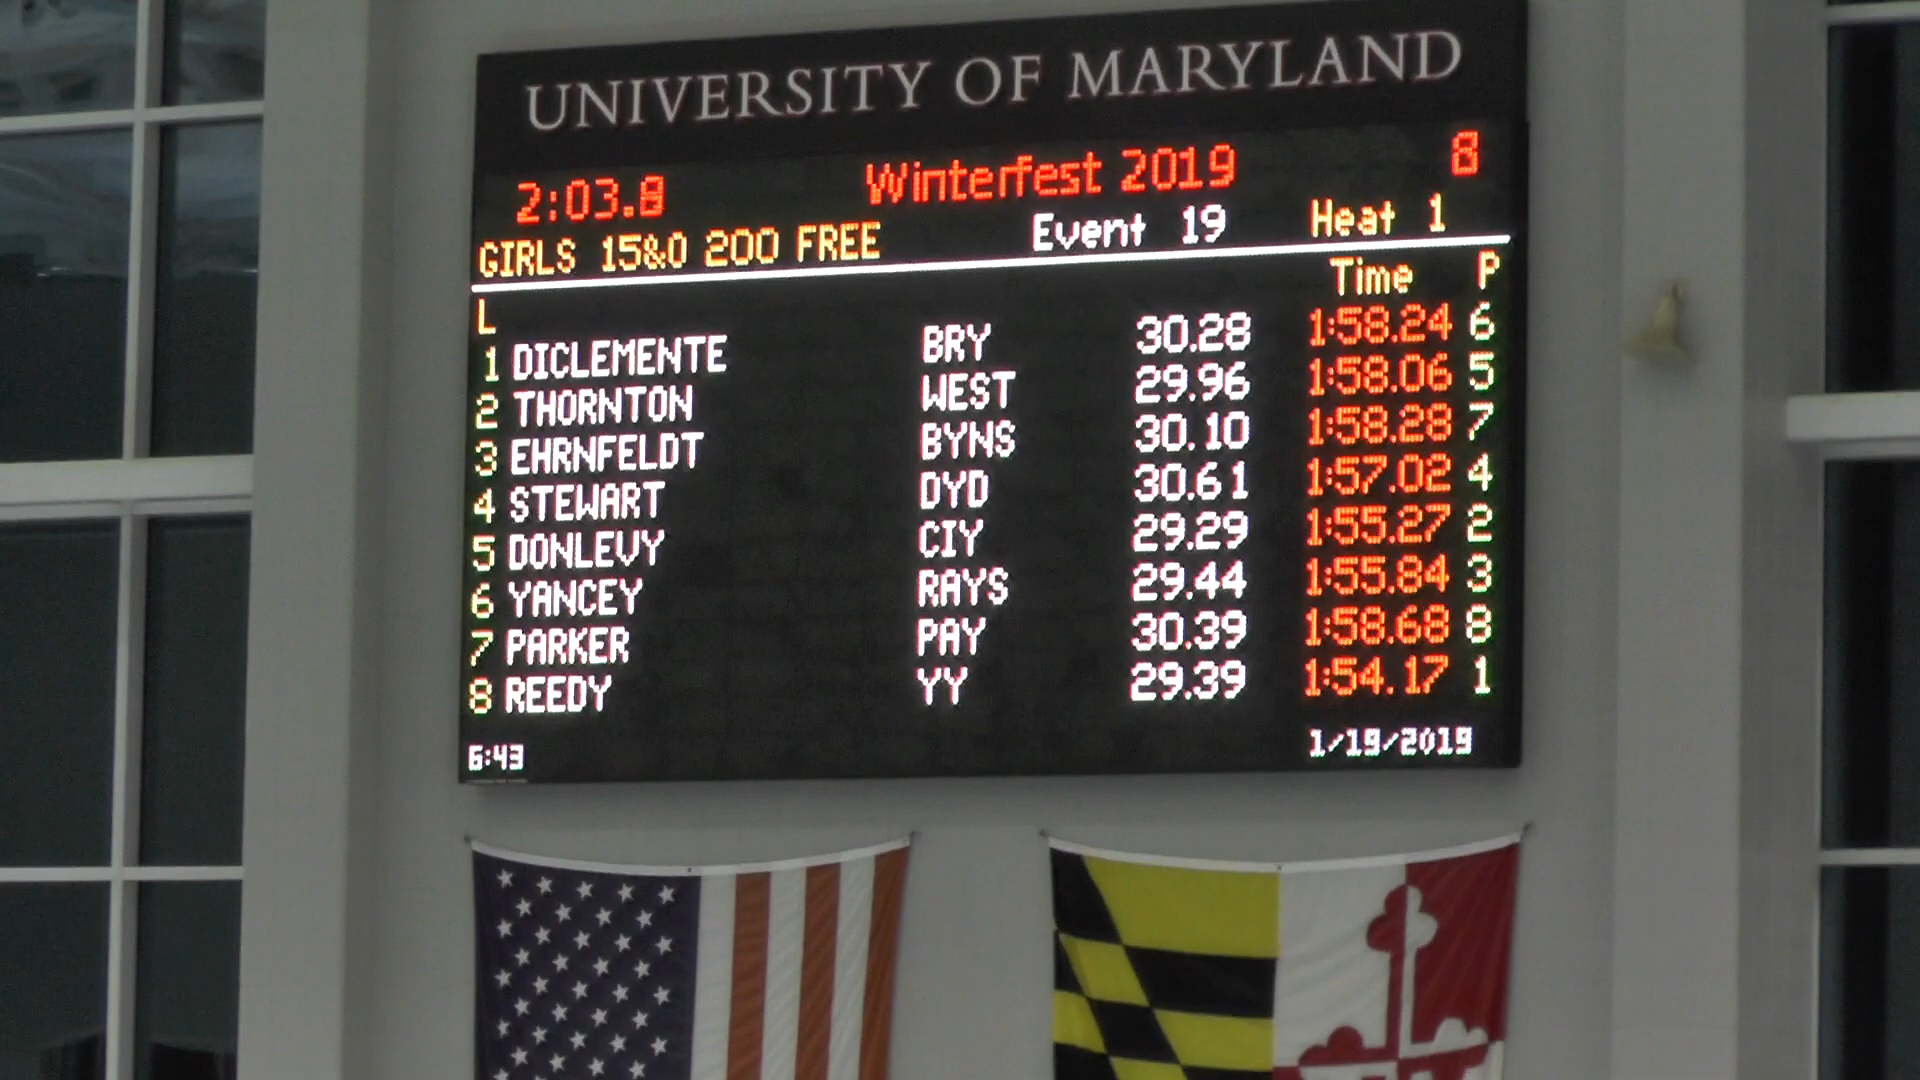 UNIVERSITY OF MARYLAND
2:03.8 Winterfest 2019 8
GIRLS 15&O 200 FREE Event 19 Heat 1
L Time P
1 DICLEMENTE BRY 30.28 1:58.24 6
2 THORNTON WEST 29.96 1:58.06 5
3 EHRNFELDT BYNS 30.10 1:58.28 7
4 STEWART DYD 30.61 1:57.02 4
5 DONLEVY CIY 29.29 1:55.27 2
6 YANCEY RAYS 29.44 1:55.84 3
7 PARKER PAY 30.39 1:58.68 8
8 REEDY YY 29.39 1:54.17 1
6:43 1/19/2019